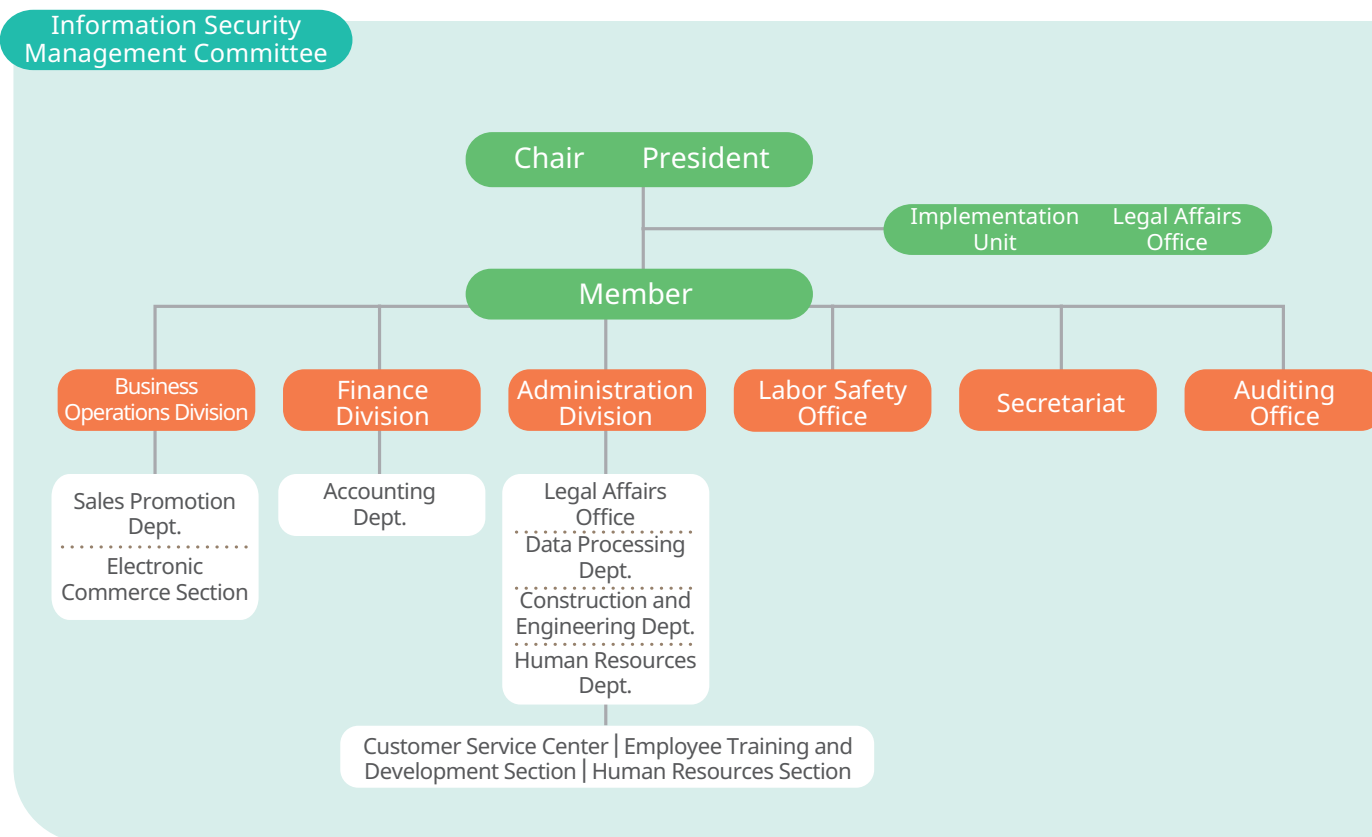 Information Security
Management Committee
Chair President
Implementation
Unit
Legal Affairs
Office
Member
Business
Operations Division
Finance
Division
Administration
Division
Labor Safety
Office
Secretariat
Auditing
Office
Sales Promotion
Dept.
Electronic
Commerce Section
Accounting
Dept.
Legal Affairs
Office
Data Processing
Dept.
Construction and
Engineering Dept.
Human Resources
Dept.
Customer Service Center | Employee Training and
Development Section | Human Resources Section